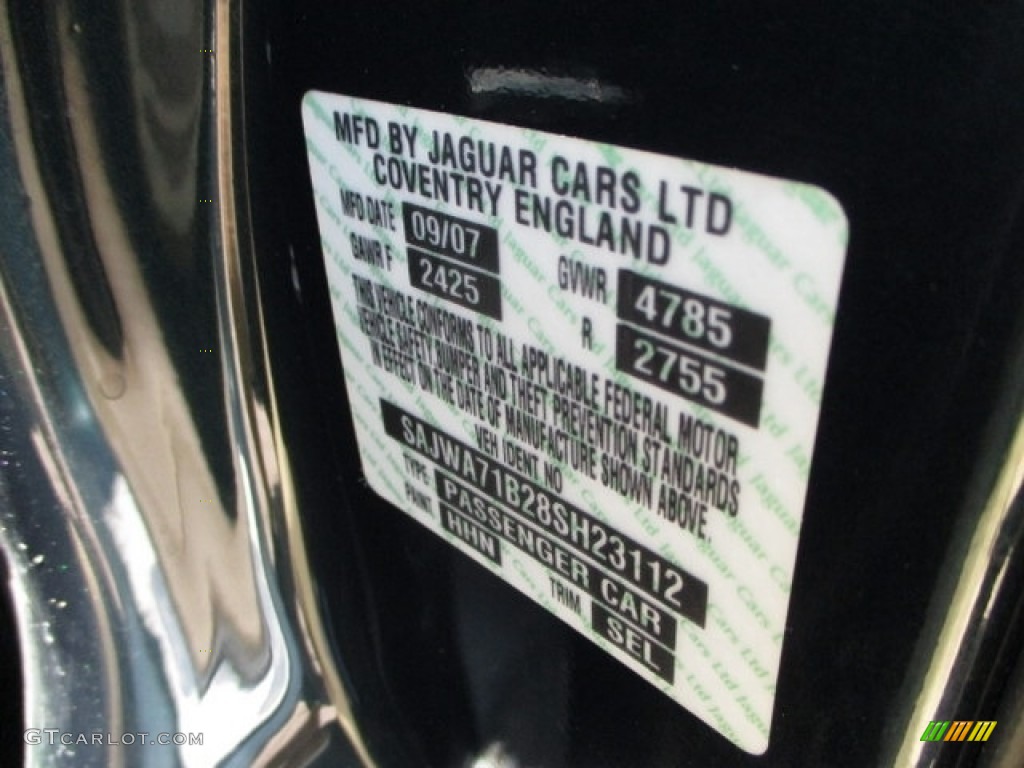 MFD BY JAGUAR CARS LTD
COVENTRY ENGLAND
MFD DATE 09/07 GVWR 4785
GAWR F 2425 R 2755
THIS VEHICLE CONFORMS TO ALL APPLICABLE FEDERAL MOTOR
VEHICLE SAFETY, BUMPER AND THEFT PREVENTION STANDARDS
IN EFFECT ON THE DATE OF MANUFACTURE SHOWN ABOVE.
VEH IDENT NO
SAJWA71B28SH23112
TYPE PASSENGER CAR
PAINT HHN TRIM SEL
GTCARLOT.COM